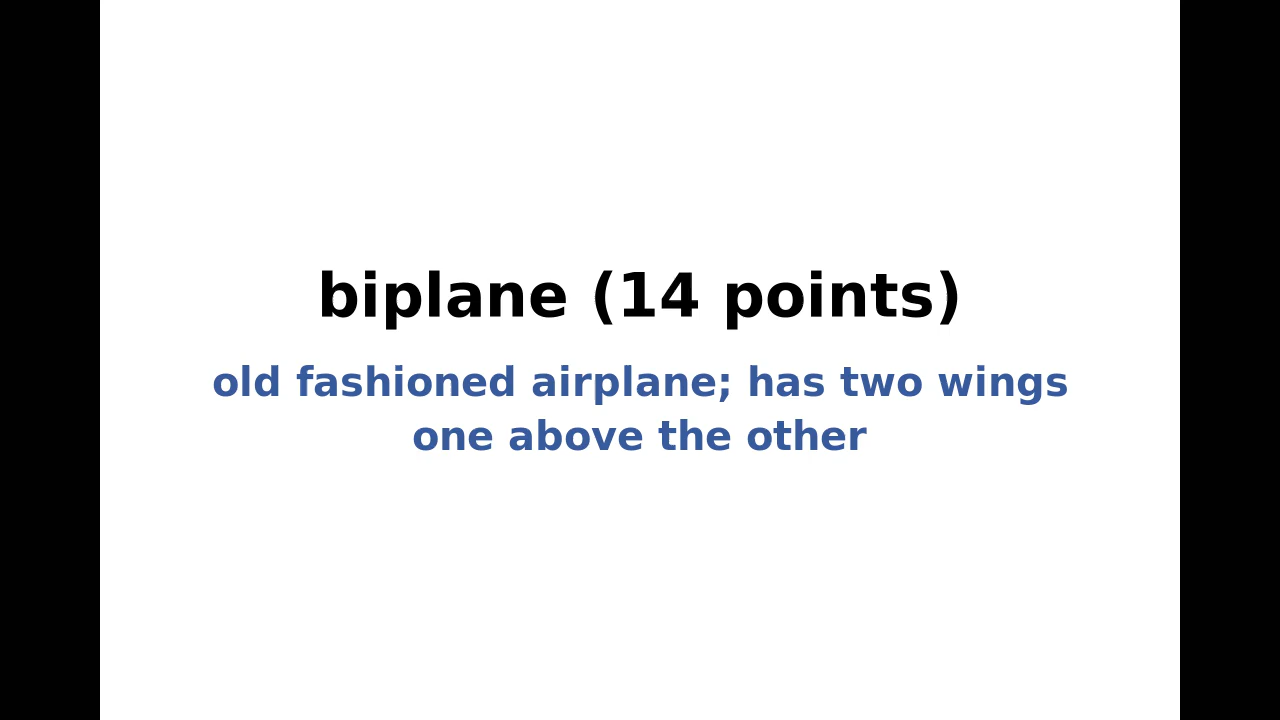 biplane (14 points)
old fashioned airplane; has two wings
one above the other